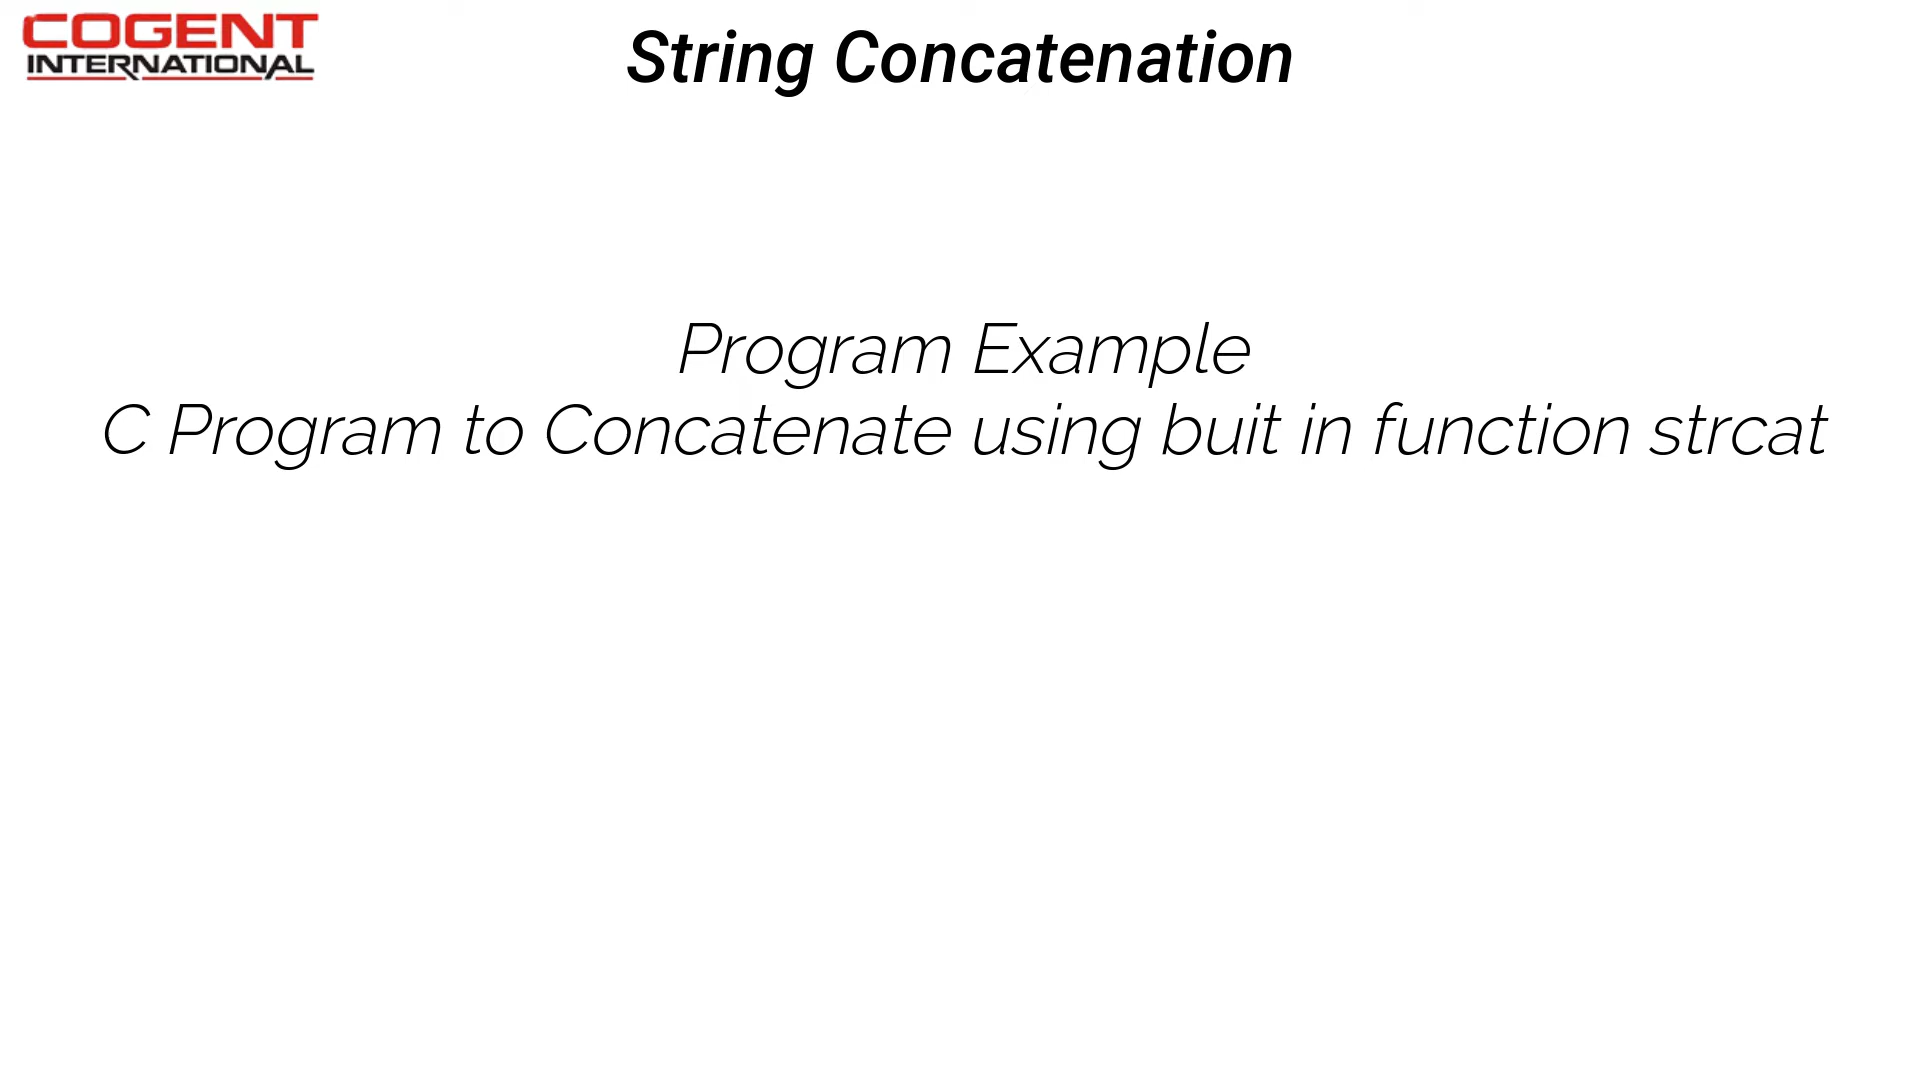 COGENT
INTERNATIONAL
String Concatenation
Program Example
C Program to Concatenate using buit in function strcat